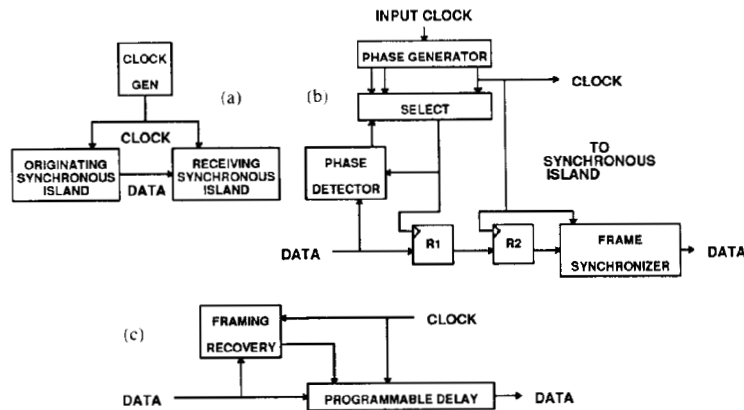 CLOCK
GEN
(a)
CLOCK
ORIGINATING
SYNCHRONOUS
ISLAND
DATA
RECEIVING
SYNCHRONOUS
ISLAND
(b)
INPUT CLOCK
PHASE GENERATOR
CLOCK
SELECT
PHASE
DETECTOR
TO
SYNCHRONOUS
ISLAND
DATA
R1
R2
FRAME
SYNCHRONIZER
DATA
(c)
FRAMING
RECOVERY
CLOCK
DATA
PROGRAMMABLE DELAY
DATA